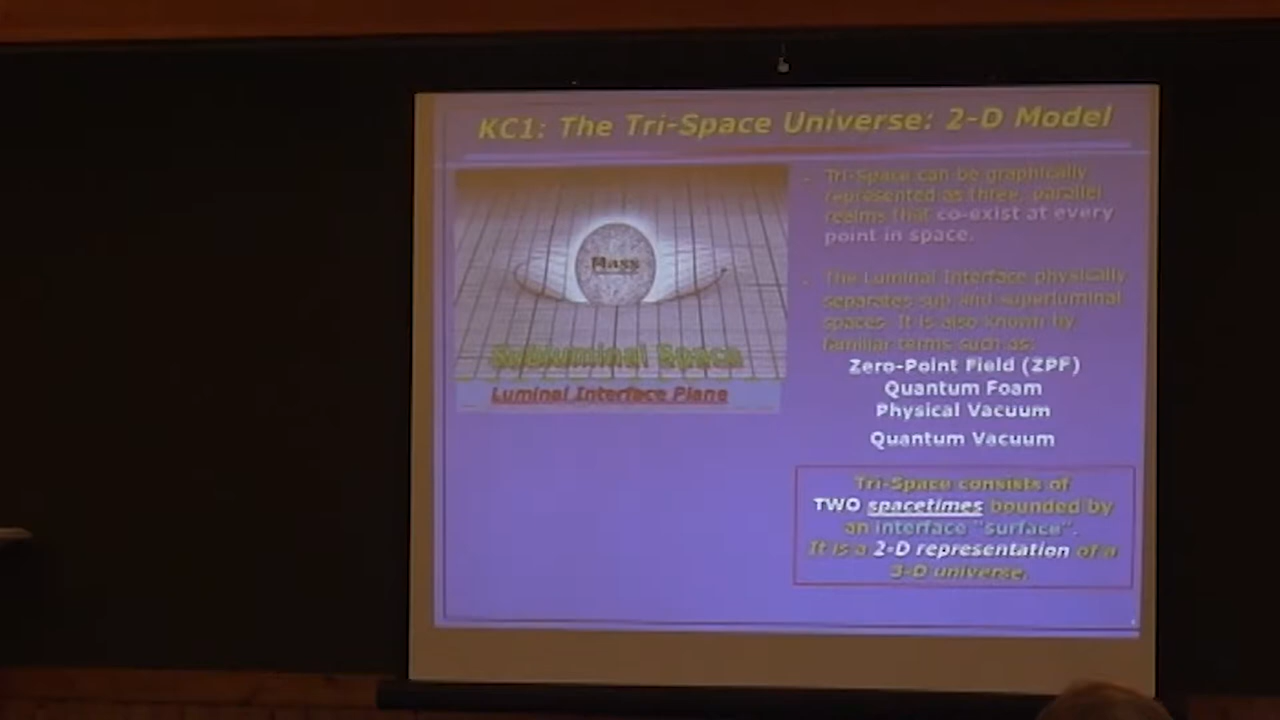 KC1: The Tri-Space Universe: 2-D Model
Mass
Subluminal Space
Luminal Interface Plane
Tri-Space can be graphically
represented as three, parallel
realms that co-exist at every
point in space.
The Luminal Interface physically
separates sub and superluminal
spaces. It is also known by
familiar terms such as:
Zero-Point Field (ZPF)
Quantum Foam
Physical Vacuum
Quantum Vacuum
Tri-Space consists of
TWO spacetimes bounded by
an interface "surface".
It is a 2-D representation of a
3-D universe.